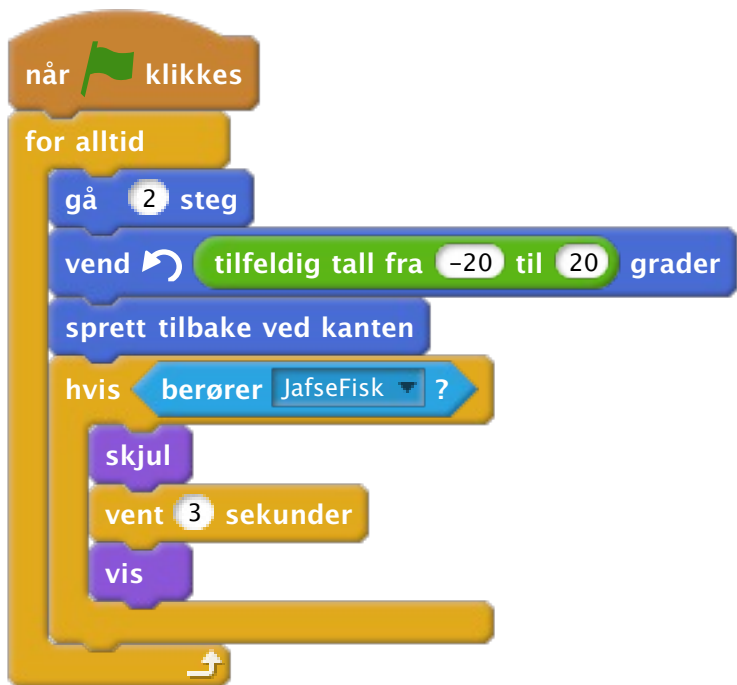 når klikkes
for alltid
gå 2 steg
vend tilfeldig tall fra -20 til 20 grader
sprett tilbake ved kanten
hvis berører JafseFisk ?
skjul
vent 3 sekunder
vis